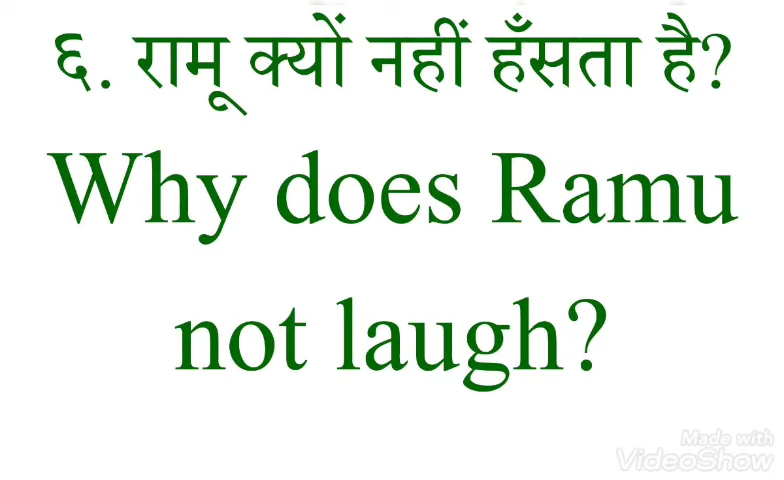 ६. रामू क्यों नहीं हँसता है?
Why does Ramu
not laugh?
Made with
VideoShow